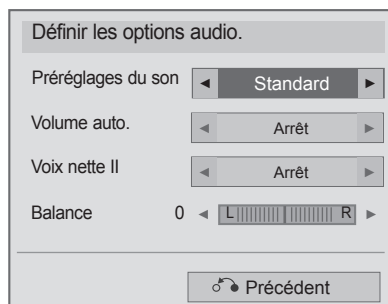 Définir les options audio.
Préréglages du son ◄ Standard ►
Volume auto. ◄ Arrêt ►
Voix nette II ◄ Arrêt ►
Balance 0 ◄ L R ►
Précédent